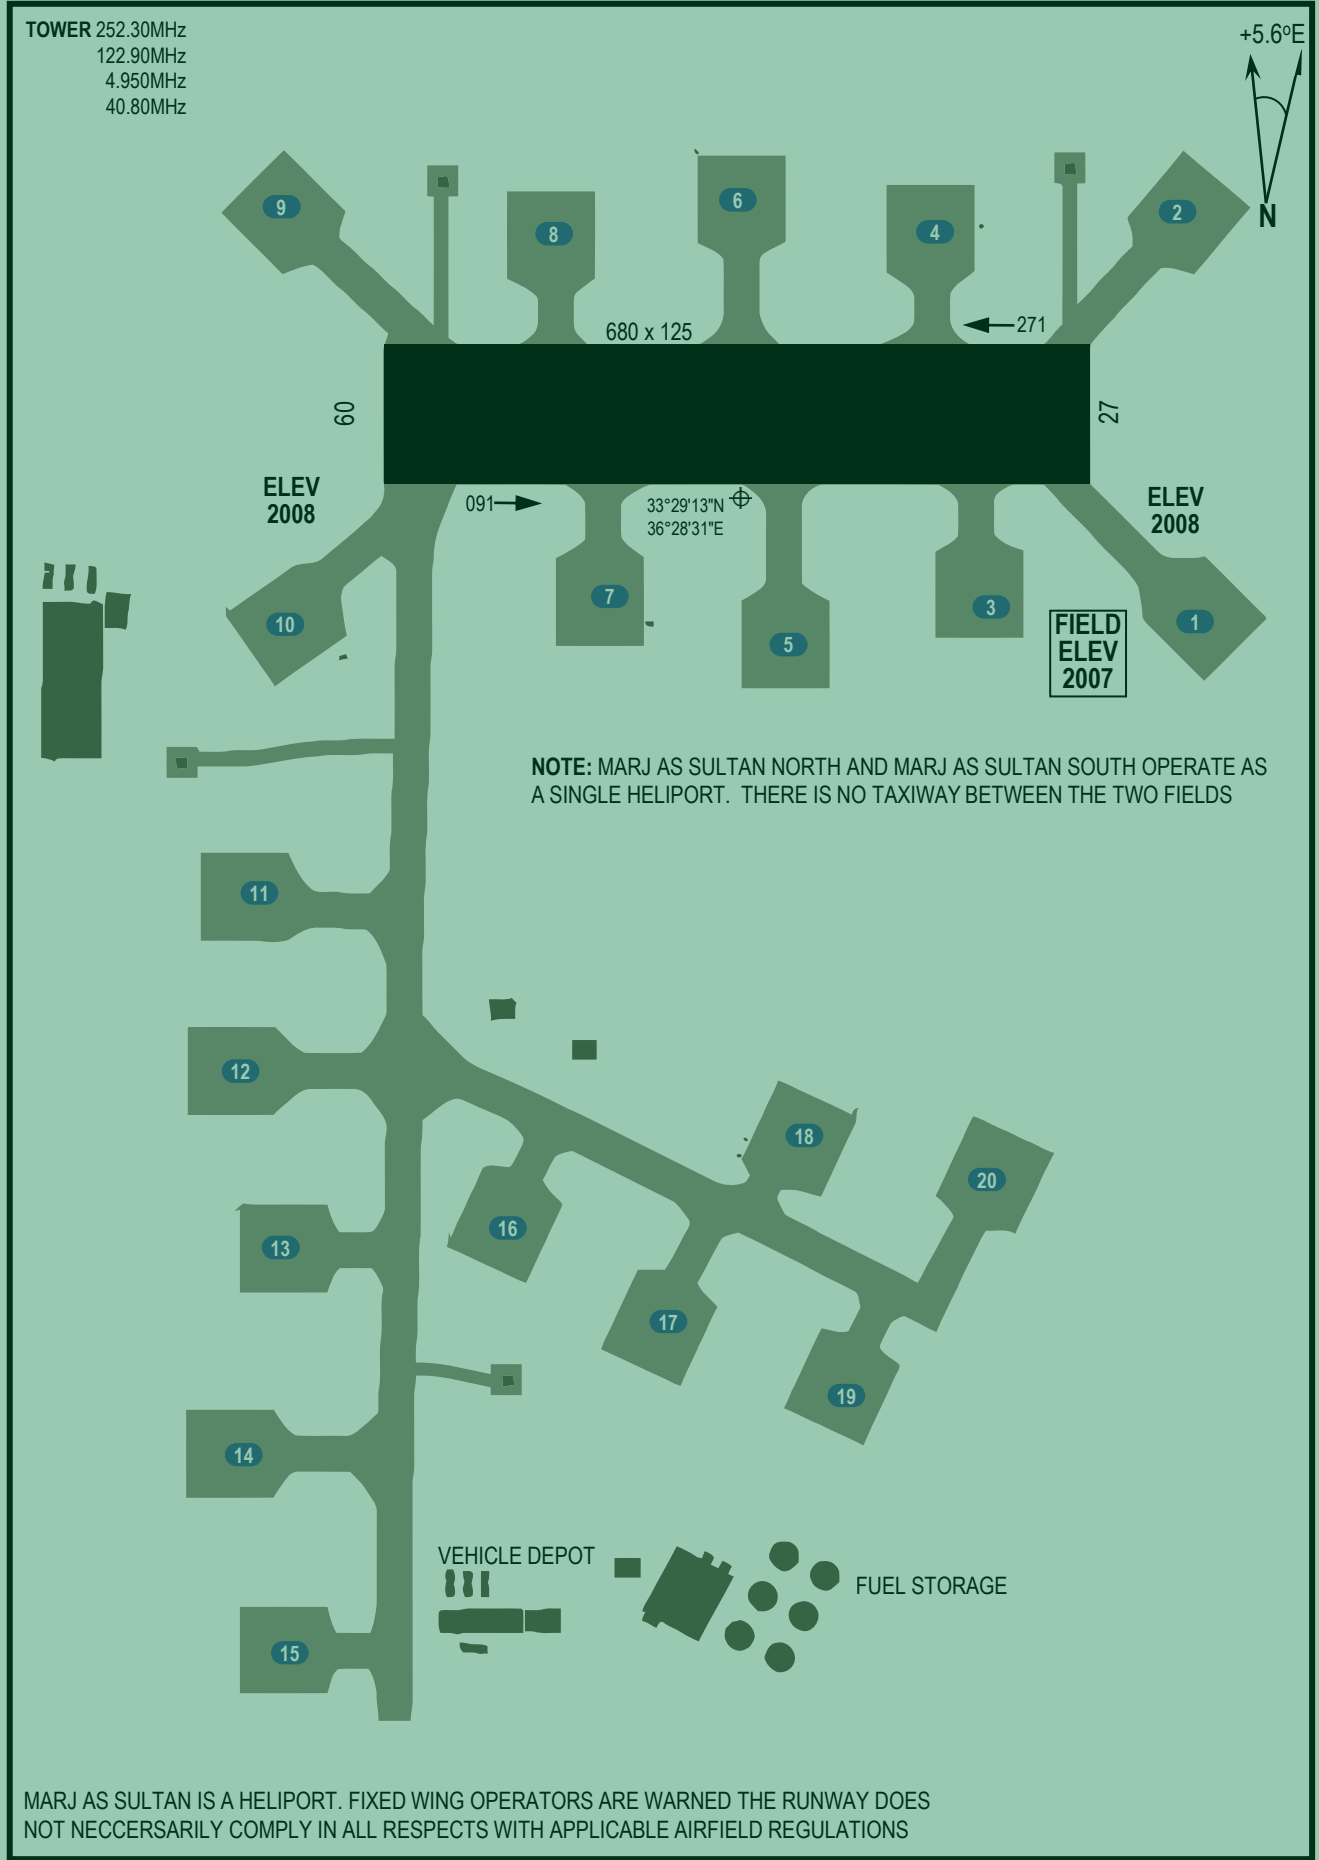 TOWER 252.30MHz
122.90MHz
4.950MHz
40.80MHz
+5.6ºE
N
9
8
6
4
2
680 x 125
271
09
27
ELEV
2008
091
33°29'13"N
36°28'31"E
ELEV
2008
10
7
5
3
1
FIELD
ELEV
2007
NOTE: MARJ AS SULTAN NORTH AND MARJ AS SULTAN SOUTH OPERATE AS
A SINGLE HELIPORT. THERE IS NO TAXIWAY BETWEEN THE TWO FIELDS
11
12
18
20
16
13
17
19
14
VEHICLE DEPOT
FUEL STORAGE
15
MARJ AS SULTAN IS A HELIPORT. FIXED WING OPERATORS ARE WARNED THE RUNWAY DOES
NOT NECCERSARILY COMPLY IN ALL RESPECTS WITH APPLICABLE AIRFIELD REGULATIONS